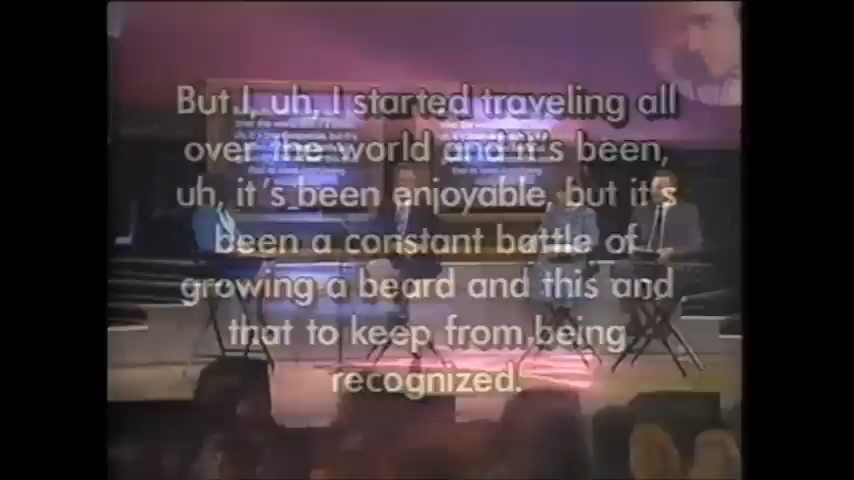 But I, uh, I started traveling all
over the world and it's been,
uh, it's been enjoyable, but it's
been a constant battle of
growing a beard and this and
that to keep from being
recognized.